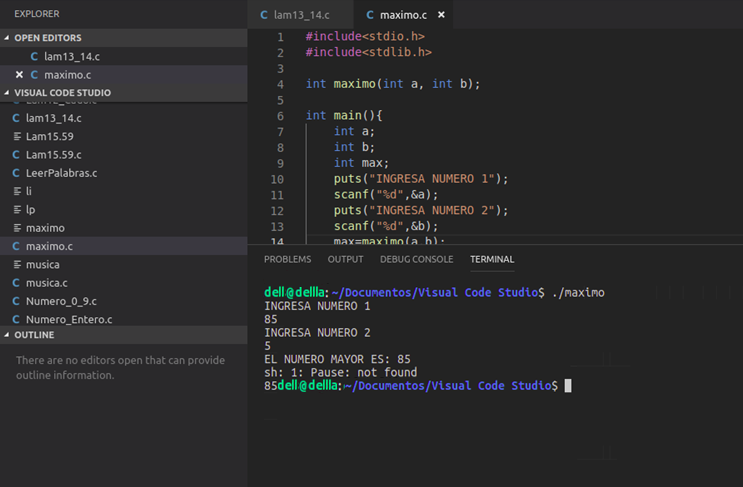 EXPLORER
OPEN EDITORS
C lam13_14.c
× C maximo.c
VISUAL CODE STUDIO
C lam13_14.c
Lam15.59
C Lam15.59.c
C LeerPalabras.c
li
lp
maximo
C maximo.c
musica
C musica.c
C Numero_0_9.c
C Numero_Entero.c
OUTLINE
There are no editors open that can provide
outline information.
C lam13_14.c C maximo.c ×
1 #include<stdio.h>
2 #include<stdlib.h>
3
4 int maximo(int a, int b);
5
6 int main(){
7 int a;
8 int b;
9 int max;
10 puts("INGRESA NUMERO 1");
11 scanf("%d",&a);
12 puts("INGRESA NUMERO 2");
13 scanf("%d",&b);
14 max=maximo(a,b);
PROBLEMS OUTPUT DEBUG CONSOLE TERMINAL
dell@dellla:~/Documentos/Visual Code Studio$ ./maximo
INGRESA NUMERO 1
85
INGRESA NUMERO 2
5
EL NUMERO MAYOR ES: 85
sh: 1: Pause: not found
85dell@dellla:~/Documentos/Visual Code Studio$